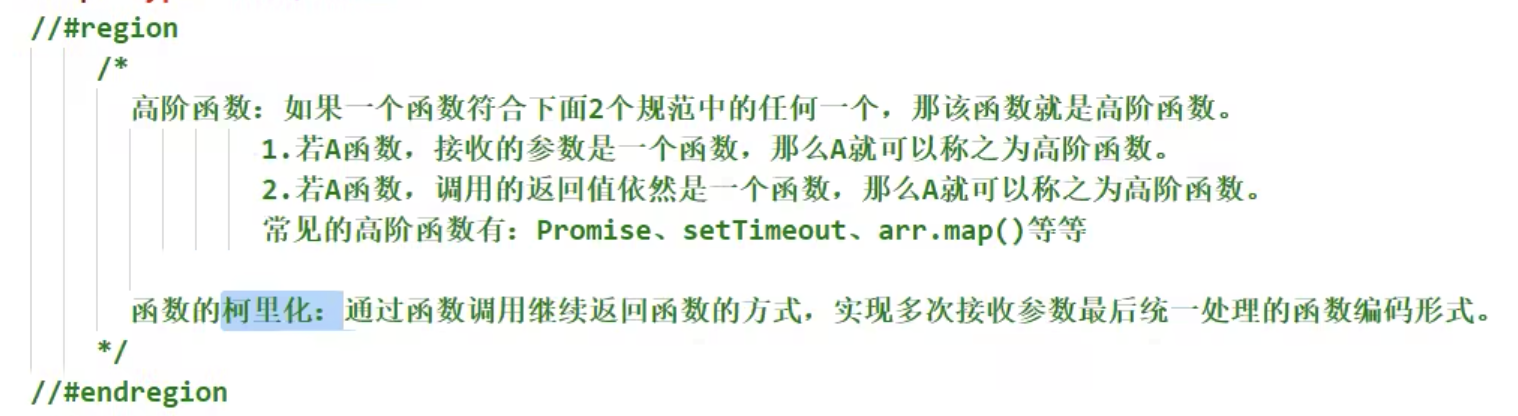 //#region
/*
高阶函数：如果一个函数符合下面2个规范中的任何一个，那该函数就是高阶函数。
1.若A函数，接收的参数是一个函数，那么A就可以称之为高阶函数。
2.若A函数，调用的返回值依然是一个函数，那么A就可以称之为高阶函数。
常见的高阶函数有：Promise、setTimeout、arr.map()等等
函数的柯里化：通过函数调用继续返回函数的方式，实现多次接收参数最后统一处理的函数编码形式。
*/
//#endregion